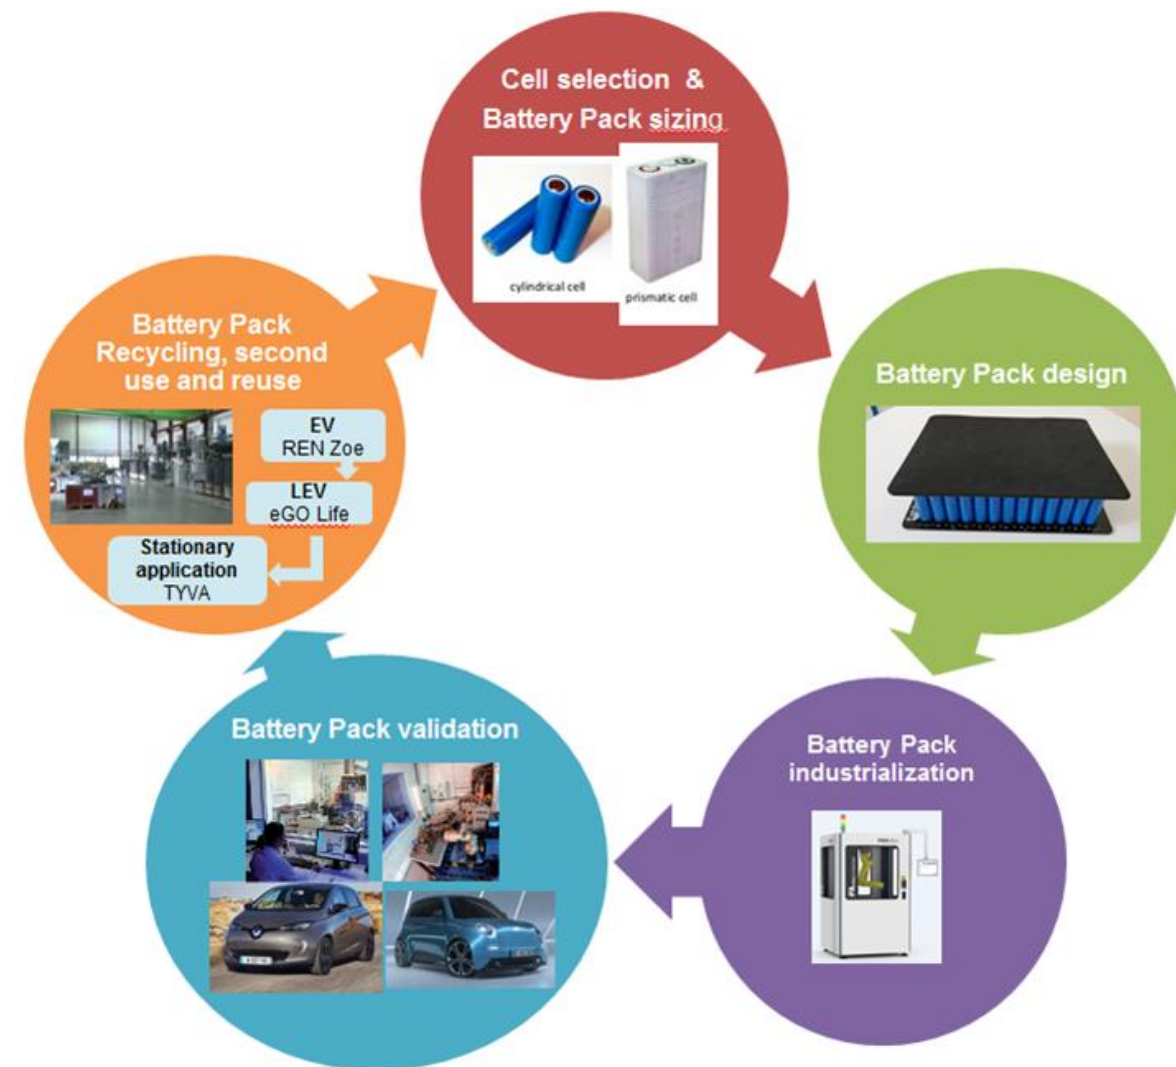 Cell selection &
Battery Pack sizing
cylindrical cell
prismatic cell
Battery Pack design
Battery Pack
industrialization
Battery Pack validation
Battery Pack
Recycling, second
use and reuse
EV
REN Zoe
LEV
eGO Life
Stationary
application
TYVA